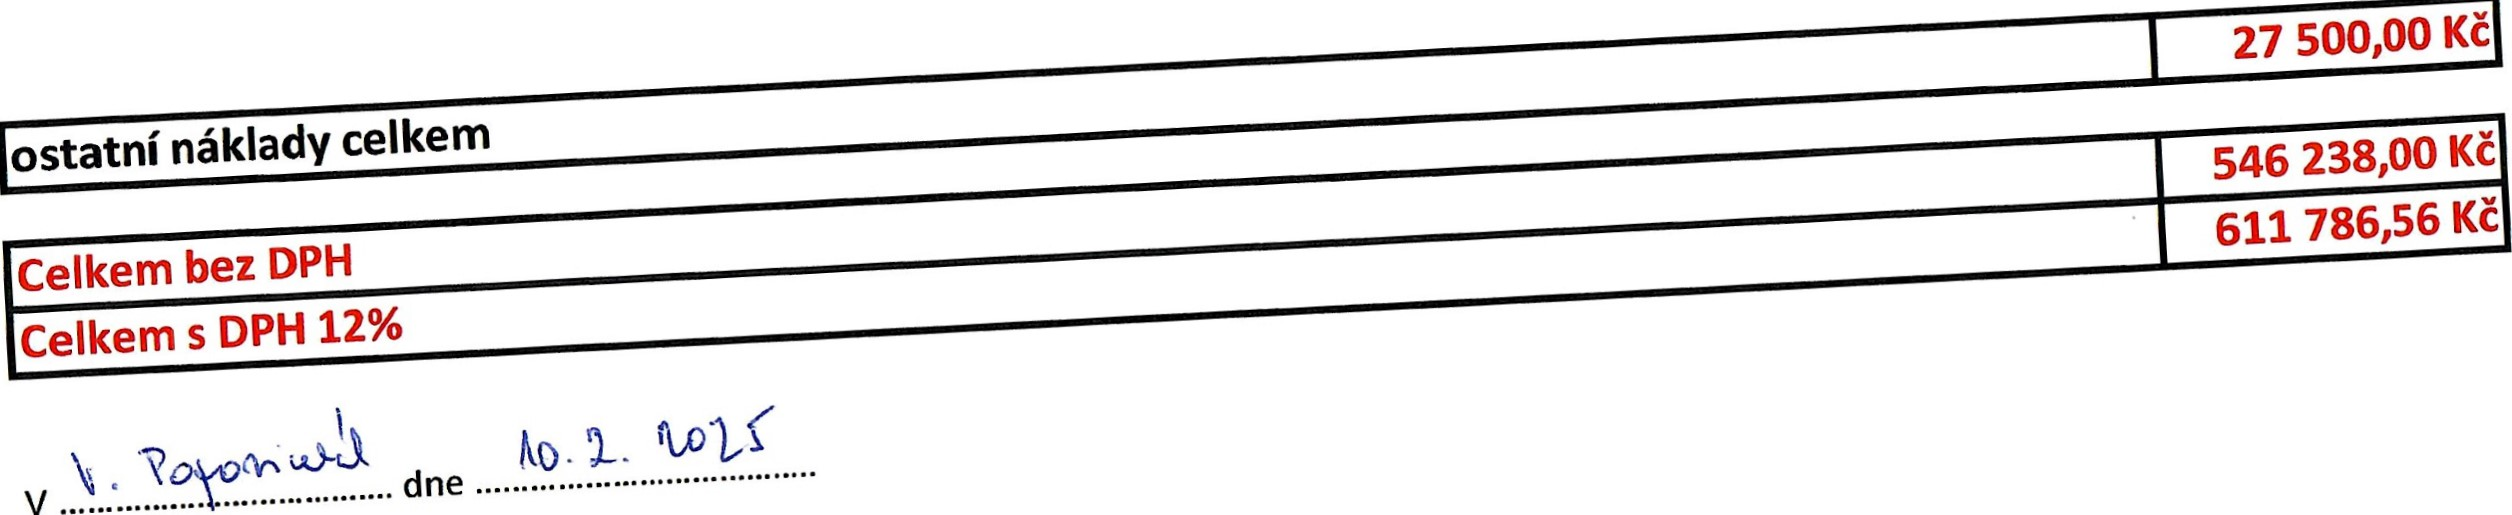 ostatní náklady celkem 27 500,00 Kč
Celkem bez DPH 546 238,00 Kč
Celkem s DPH 12% 611 786,56 Kč
V V. dne 10. 2. 2025